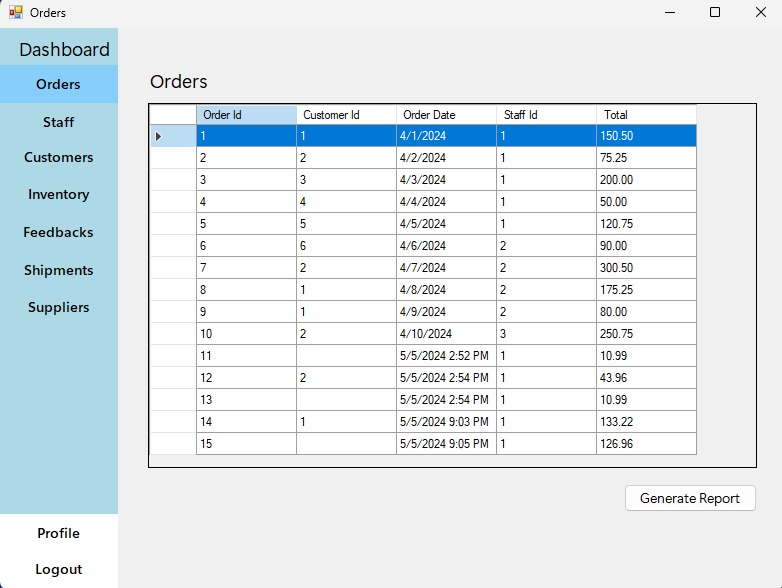 Orders
Dashboard
Orders
Staff
Customers
Inventory
Feedbacks
Shipments
Suppliers
Profile
Logout
Orders
Order Id Customer Id Order Date Staff Id Total
1 1 4/1/2024 1 150.50
2 2 4/2/2024 1 75.25
3 3 4/3/2024 1 200.00
4 4 4/4/2024 1 50.00
5 5 4/5/2024 1 120.75
6 6 4/6/2024 2 90.00
7 2 4/7/2024 2 300.50
8 1 4/8/2024 2 175.25
9 1 4/9/2024 2 80.00
10 2 4/10/2024 3 250.75
11 5/5/2024 2:52 PM 1 10.99
12 2 5/5/2024 2:54 PM 1 43.96
13 5/5/2024 2:54 PM 1 10.99
14 1 5/5/2024 9:03 PM 1 133.22
15 5/5/2024 9:05 PM 1 126.96
Generate Report